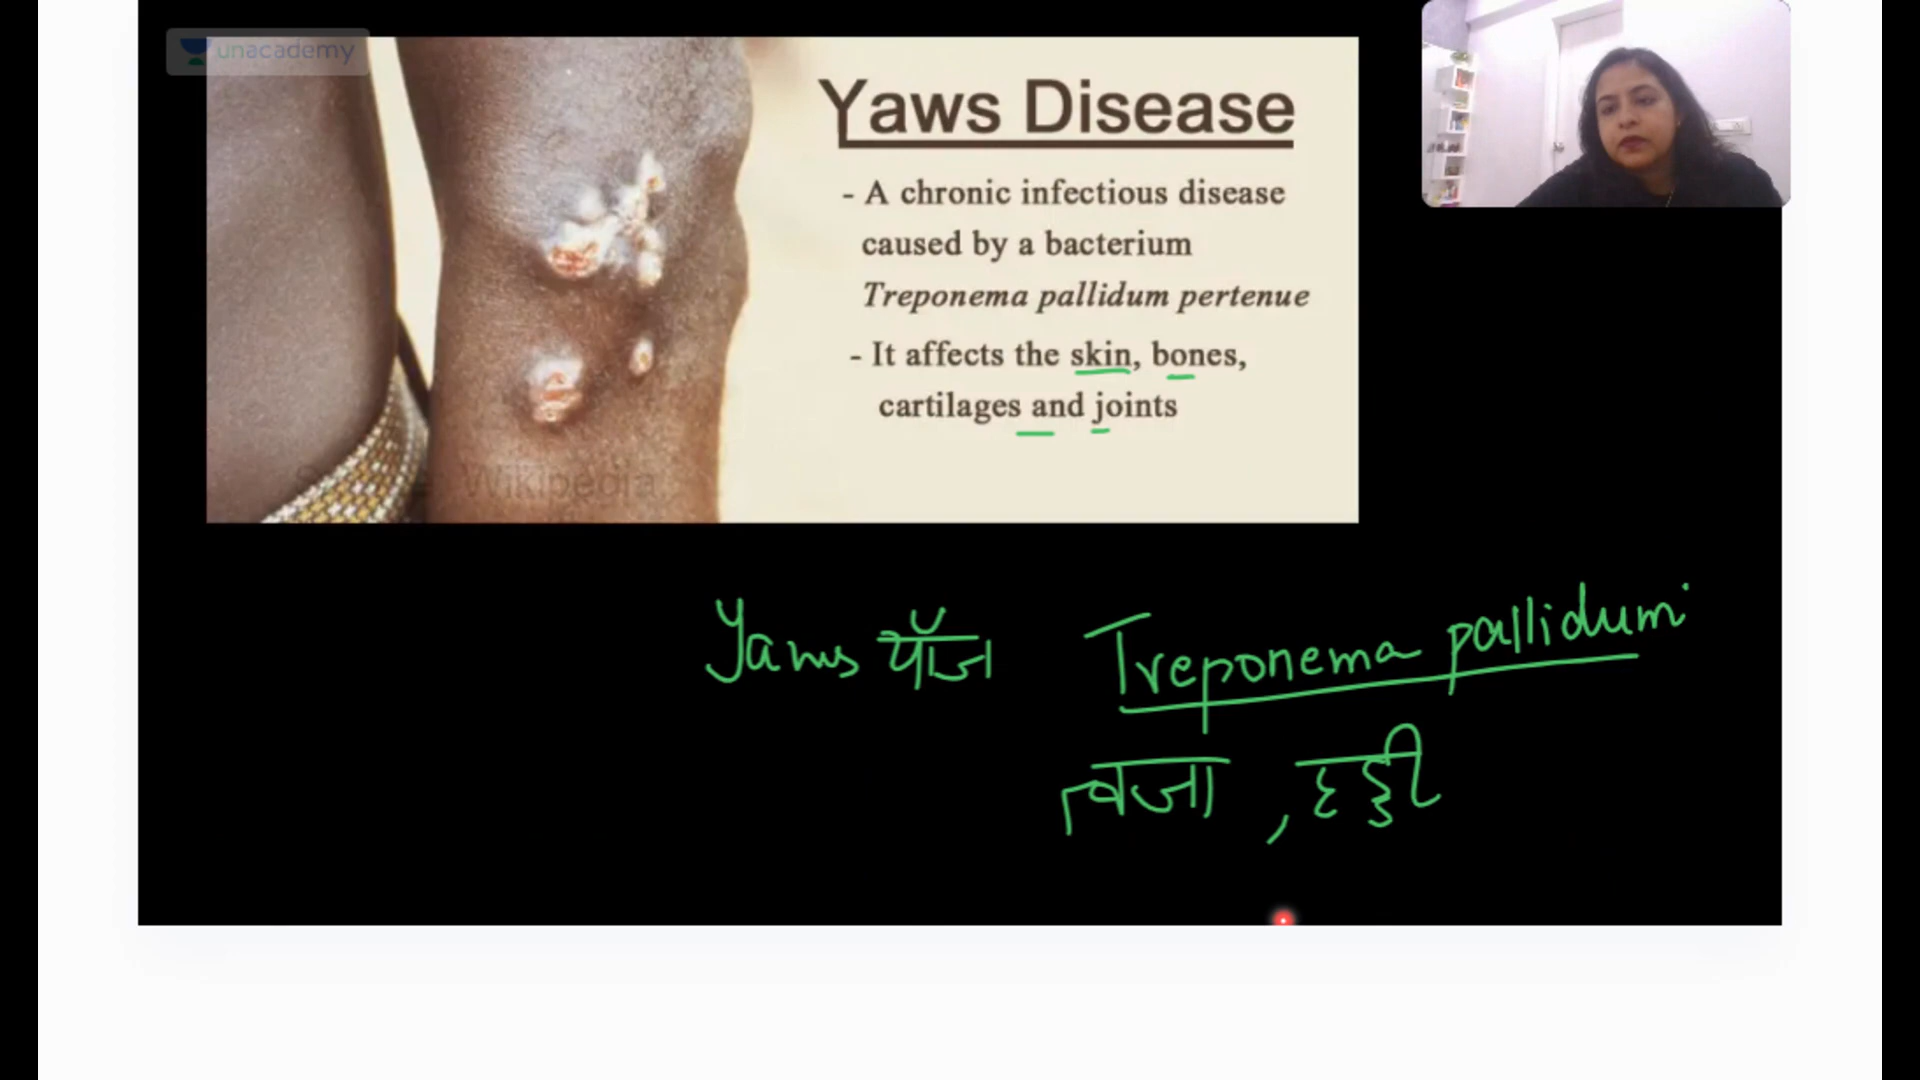 unacademy
Yaws Disease
- A chronic infectious disease
caused by a bacterium
Treponema pallidum pertenue
- It affects the skin, bones,
cartilages and joints
Wikipedia
Yaws यॉज Treponema pallidum
त्वजा , हड्डी